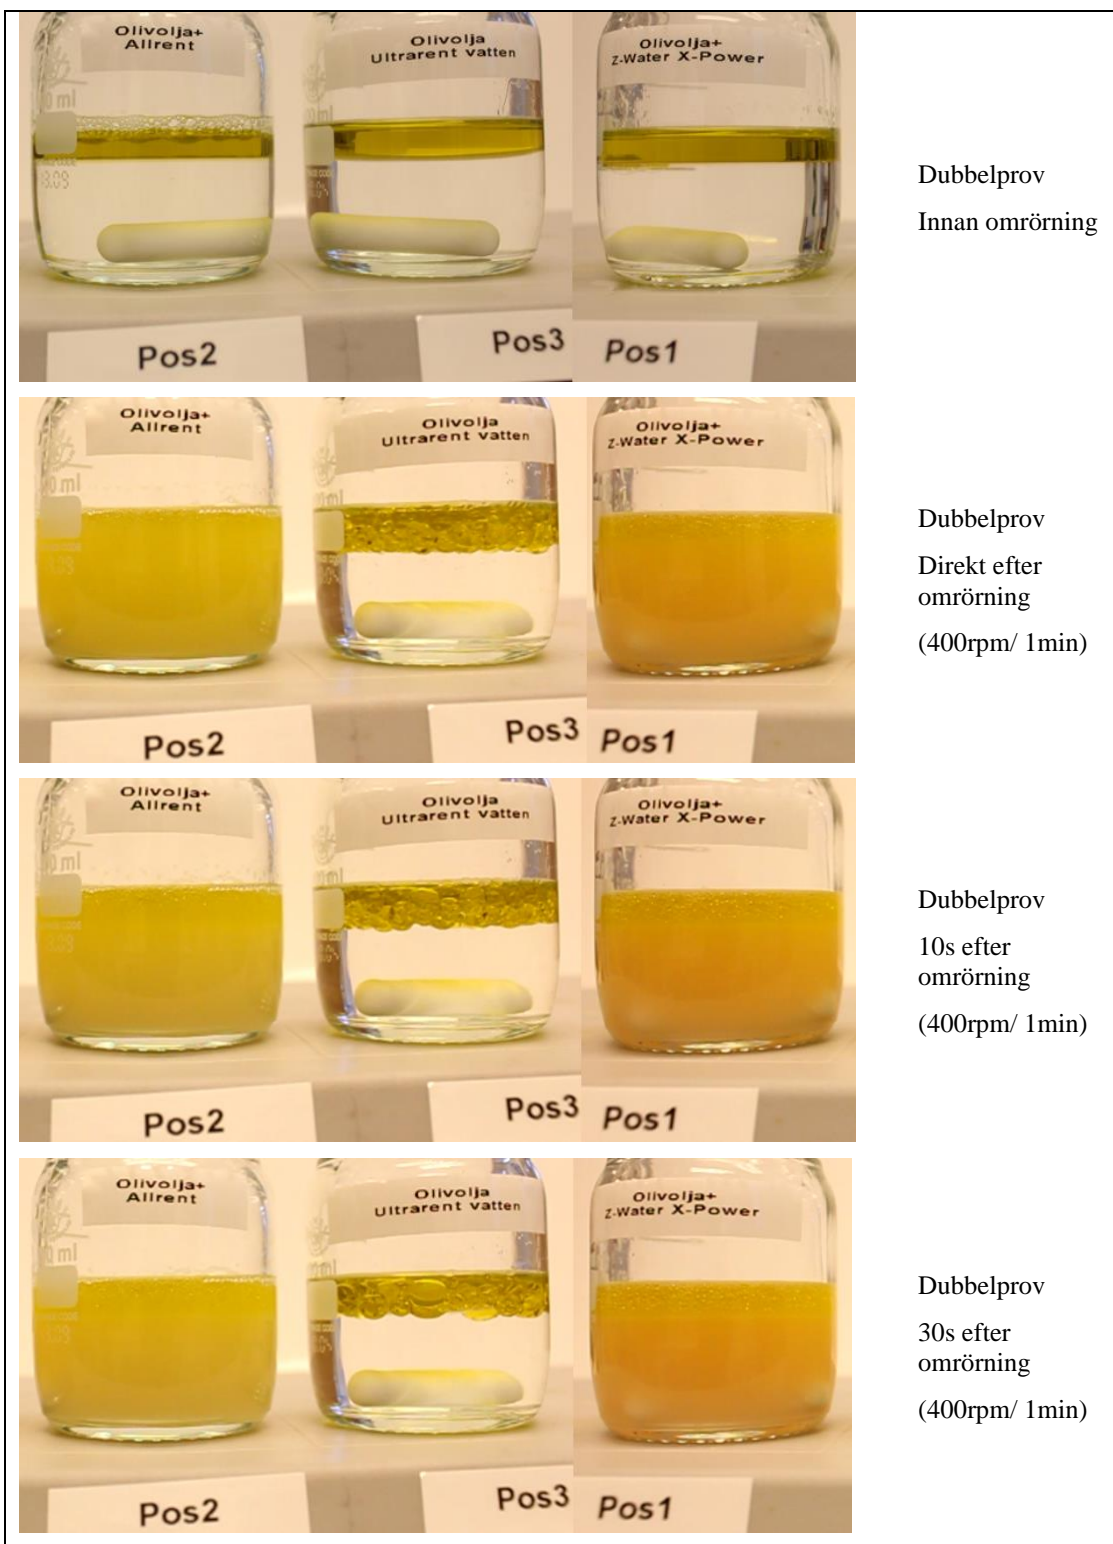 Olivolja+
Allrent
Olivolja
Ultrarent vatten
Olivolja+
Z-Water X-Power
Pos2
Pos3
Pos1
Dubbelprov
Innan omrörning
Olivolja+
Allrent
Olivolja
Ultrarent vatten
Olivolja+
Z-Water X-Power
Pos2
Pos3
Pos1
Dubbelprov
Direkt efter
omrörning
(400rpm/ 1min)
Olivolja+
Allrent
Olivolja
Ultrarent vatten
Olivolja+
Z-Water X-Power
Pos2
Pos3
Pos1
Dubbelprov
10s efter
omrörning
(400rpm/ 1min)
Olivolja+
Allrent
Olivolja
Ultrarent vatten
Olivolja+
Z-Water X-Power
Pos2
Pos3
Pos1
Dubbelprov
30s efter
omrörning
(400rpm/ 1min)